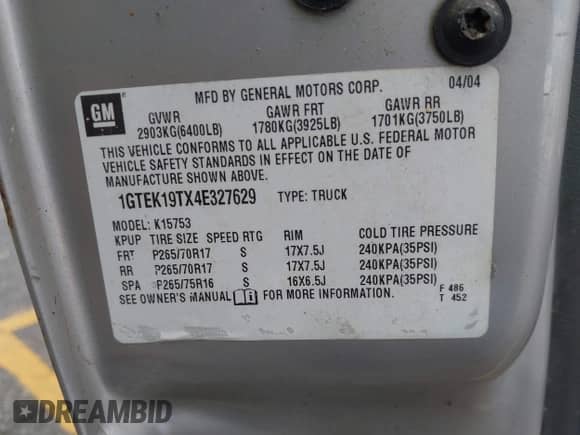 GM
MFD BY GENERAL MOTORS CORP. 04/04
GVWR GAWR FRT GAWR RR
2903KG(6400LB) 1780KG(3925LB) 1701KG(3750LB)
THIS VEHICLE CONFORMS TO ALL APPLICABLE U.S. FEDERAL MOTOR
VEHICLE SAFETY STANDARDS IN EFFECT ON THE DATE OF
MANUFACTURE SHOWN ABOVE.
1GTEK19TX4E327629 TYPE: TRUCK
MODEL: K15753
KPUP TIRE SIZE SPEED RTG RIM COLD TIRE PRESSURE
FRT P265/70R17 S 17X7.5J 240KPA(35PSI)
RR P265/70R17 S 17X7.5J 240KPA(35PSI)
SPA P265/75R16 S 16X6.5J 240KPA(35PSI)
SEE OWNER'S MANUAL FOR MORE INFORMATION F 486
T 452
DREAMBID